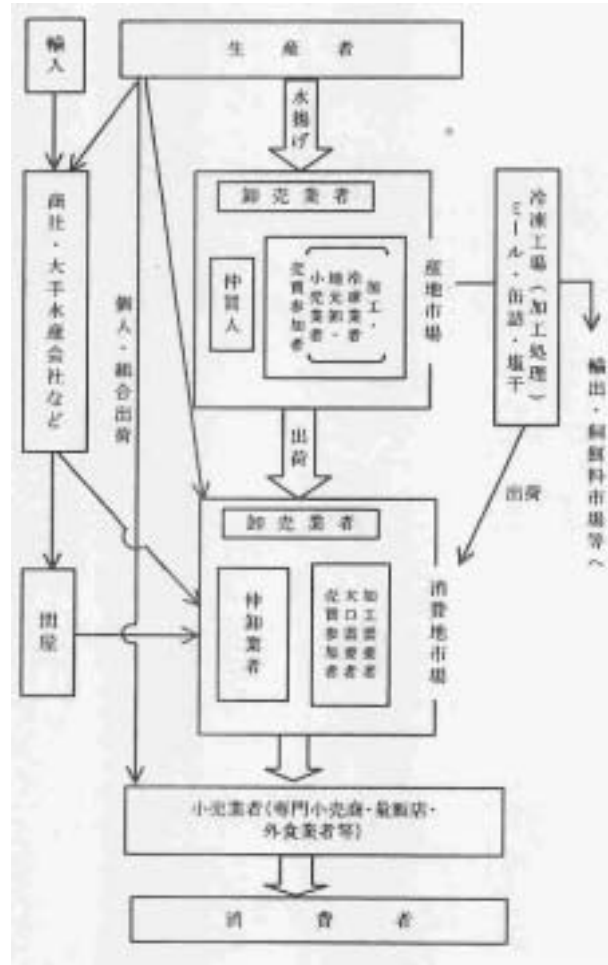 輸入
生産者
水揚げ
商社・大手水産会社など
個人・組合出荷
卸売業者
仲買人
加工・
冷凍業者
小売業者
売買参加者
産地市場
冷凍工場(加工処理)
ミール・缶詰・塩干
輸出・飼餌料市場等へ
出荷
出荷
卸売業者
問屋
仲卸業者
加工需要者
大口需要者
売買参加者
消費地市場
小売業者(専門小売商・量販店・
外食業者等)
消費者